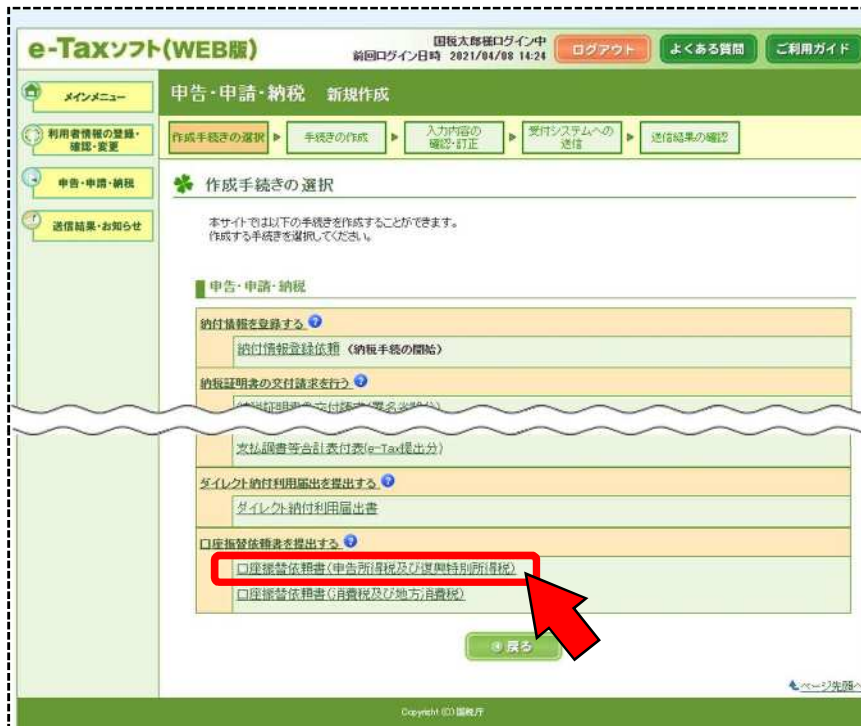 e-Taxソフト(WEB版)
国税太郎様ログイン中
前回ログイン日時 2021/04/08 14:24
ログアウト
よくある質問
ご利用ガイド
メインメニュー
利用者情報の登録・
確認・変更
申告・申請・納税
送信結果・お知らせ
申告・申請・納税 新規作成
作成手続きの選択
手続きの作成
入力内容の
確認・訂正
受付システムへの
送信
送信結果の確認
作成手続きの選択
本サイトでは以下の手続きを作成することができます。
作成する手続きを選択してください。
申告・申請・納税
納付情報を登録する
納付情報登録依頼 (納税手続の開始)
納税証明書の交付請求を行う
支払調書等合計表付表(e-Tax提出分)
ダイレクト納付利用届出を提出する
ダイレクト納付利用届出書
口座振替依頼書を提出する
口座振替依頼書(申告所得税及び復興特別所得税)
口座振替依頼書(消費税及び地方消費税)
戻る
ページ先頭へ
Copyright (C) 国税庁